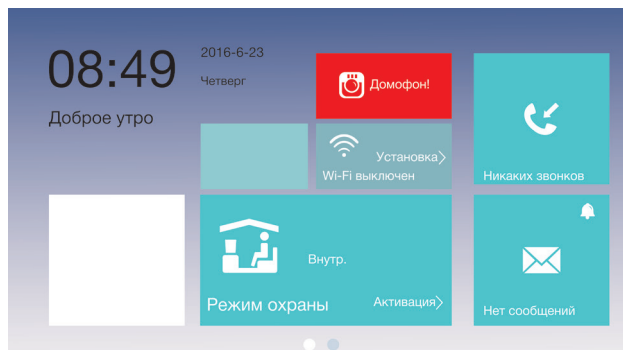 08:49
2016-6-23
Четверг
Доброе утро
Домофон!
Установка
Wi-Fi выключен
Никаких звонков
Внутр.
Режим охраны
Активация
Нет сообщений